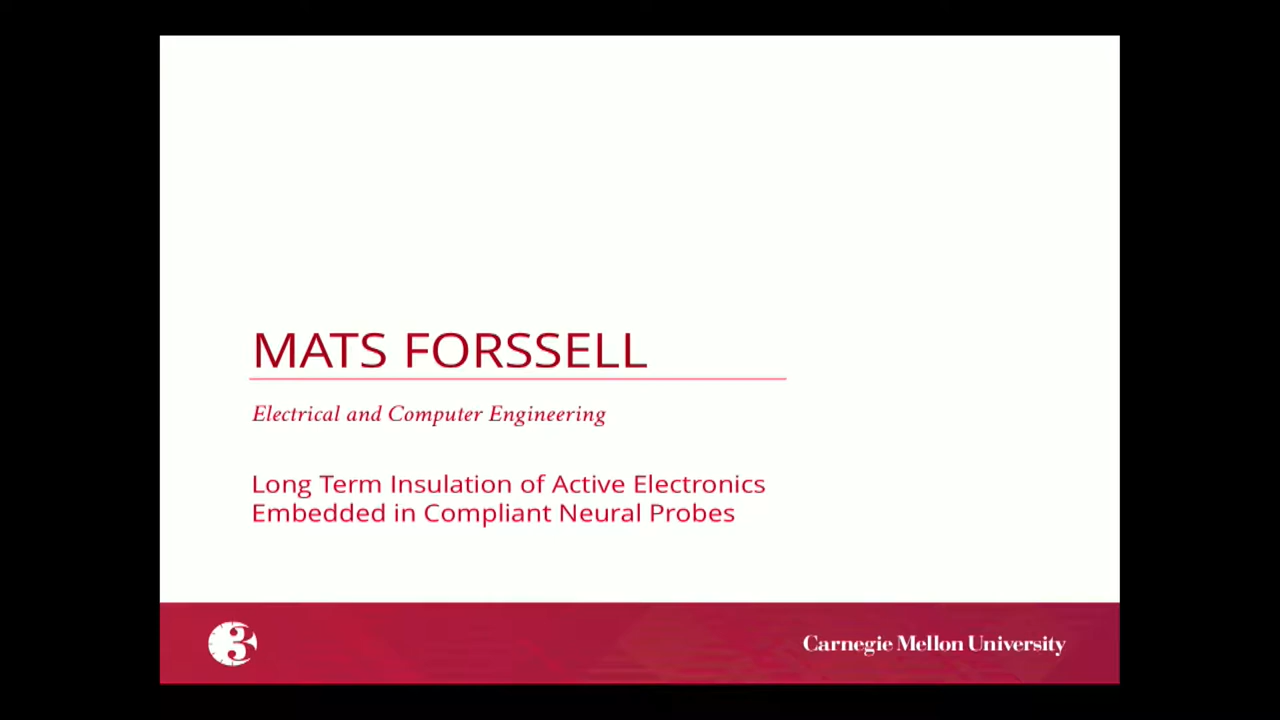 MATS FORSSELL
Electrical and Computer Engineering
Long Term Insulation of Active Electronics
Embedded in Compliant Neural Probes
3
Carnegie Mellon University